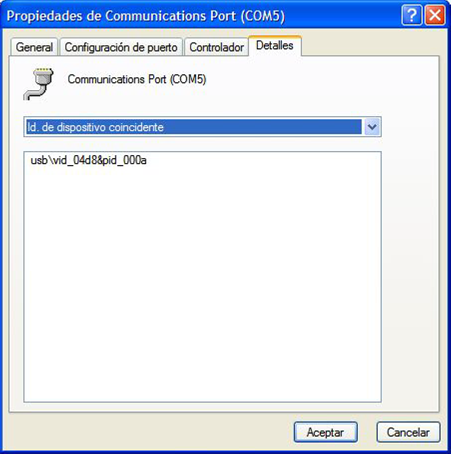 Propiedades de Communications Port (COM5)
General Configuración de puerto Controlador Detalles
Communications Port (COM5)
Id. de dispositivo coincidente
usb\vid_04d8&pid_000a
Aceptar Cancelar